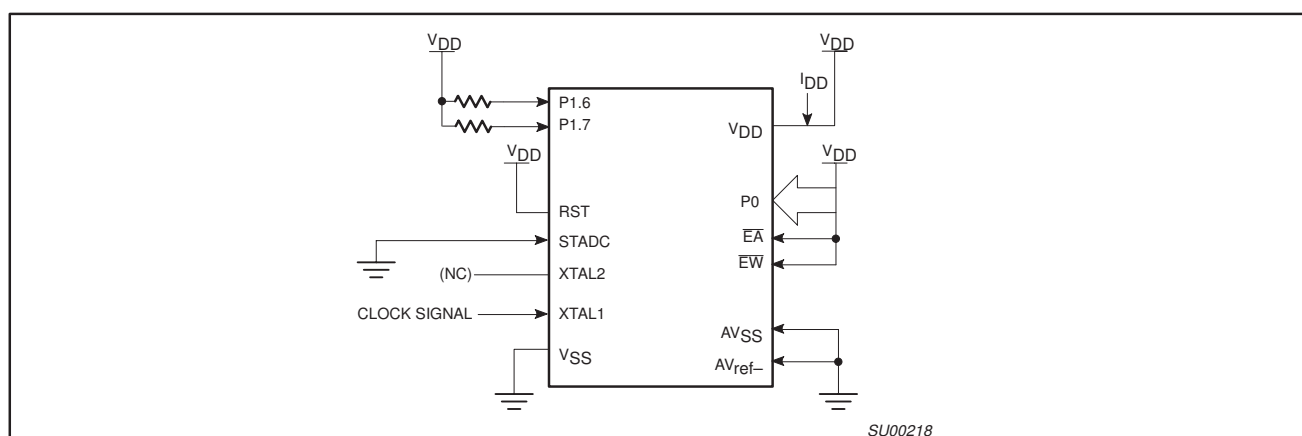 VDD
P1.6
P1.7
VDD
RST
STADC
(NC)
XTAL2
CLOCK SIGNAL
XTAL1
VSS
VDD
IDD
VDD
VDD
P0
EA
EW
AVSS
AVref–
SU00218